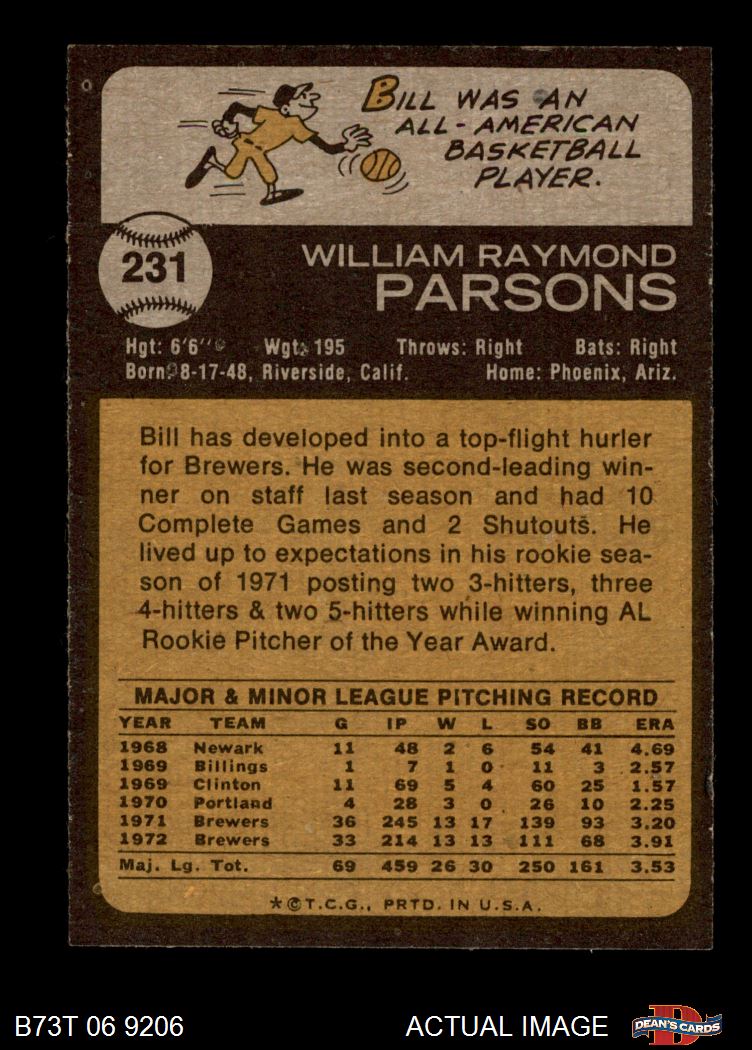 BILL WAS AN
ALL-AMERICAN
BASKETBALL
PLAYER.
231
WILLIAM RAYMOND
PARSONS
Hgt: 6'6" Wgt: 195 Throws: Right Bats: Right
Born: 8-17-48, Riverside, Calif. Home: Phoenix, Ariz.
Bill has developed into a top-flight hurler
for Brewers. He was second-leading win-
ner on staff last season and had 10
Complete Games and 2 Shutouts. He
lived up to expectations in his rookie sea-
son of 1971 posting two 3-hitters, three
4-hitters & two 5-hitters while winning AL
Rookie Pitcher of the Year Award.
MAJOR & MINOR LEAGUE PITCHING RECORD
YEAR TEAM G IP W L SO BB ERA
1968 Newark 11 48 2 6 54 41 4.69
1969 Billings 1 7 1 0 11 3 2.57
1969 Clinton 11 69 5 4 60 25 1.57
1970 Portland 4 28 3 0 26 10 2.25
1971 Brewers 36 245 13 17 139 93 3.20
1972 Brewers 33 214 13 13 111 68 3.91
Maj. Lg. Tot. 69 459 26 30 250 161 3.53
*©T.C.G., PRTD. IN U.S.A.
B73T 06 9206 ACTUAL IMAGE DEAN'S CARDS